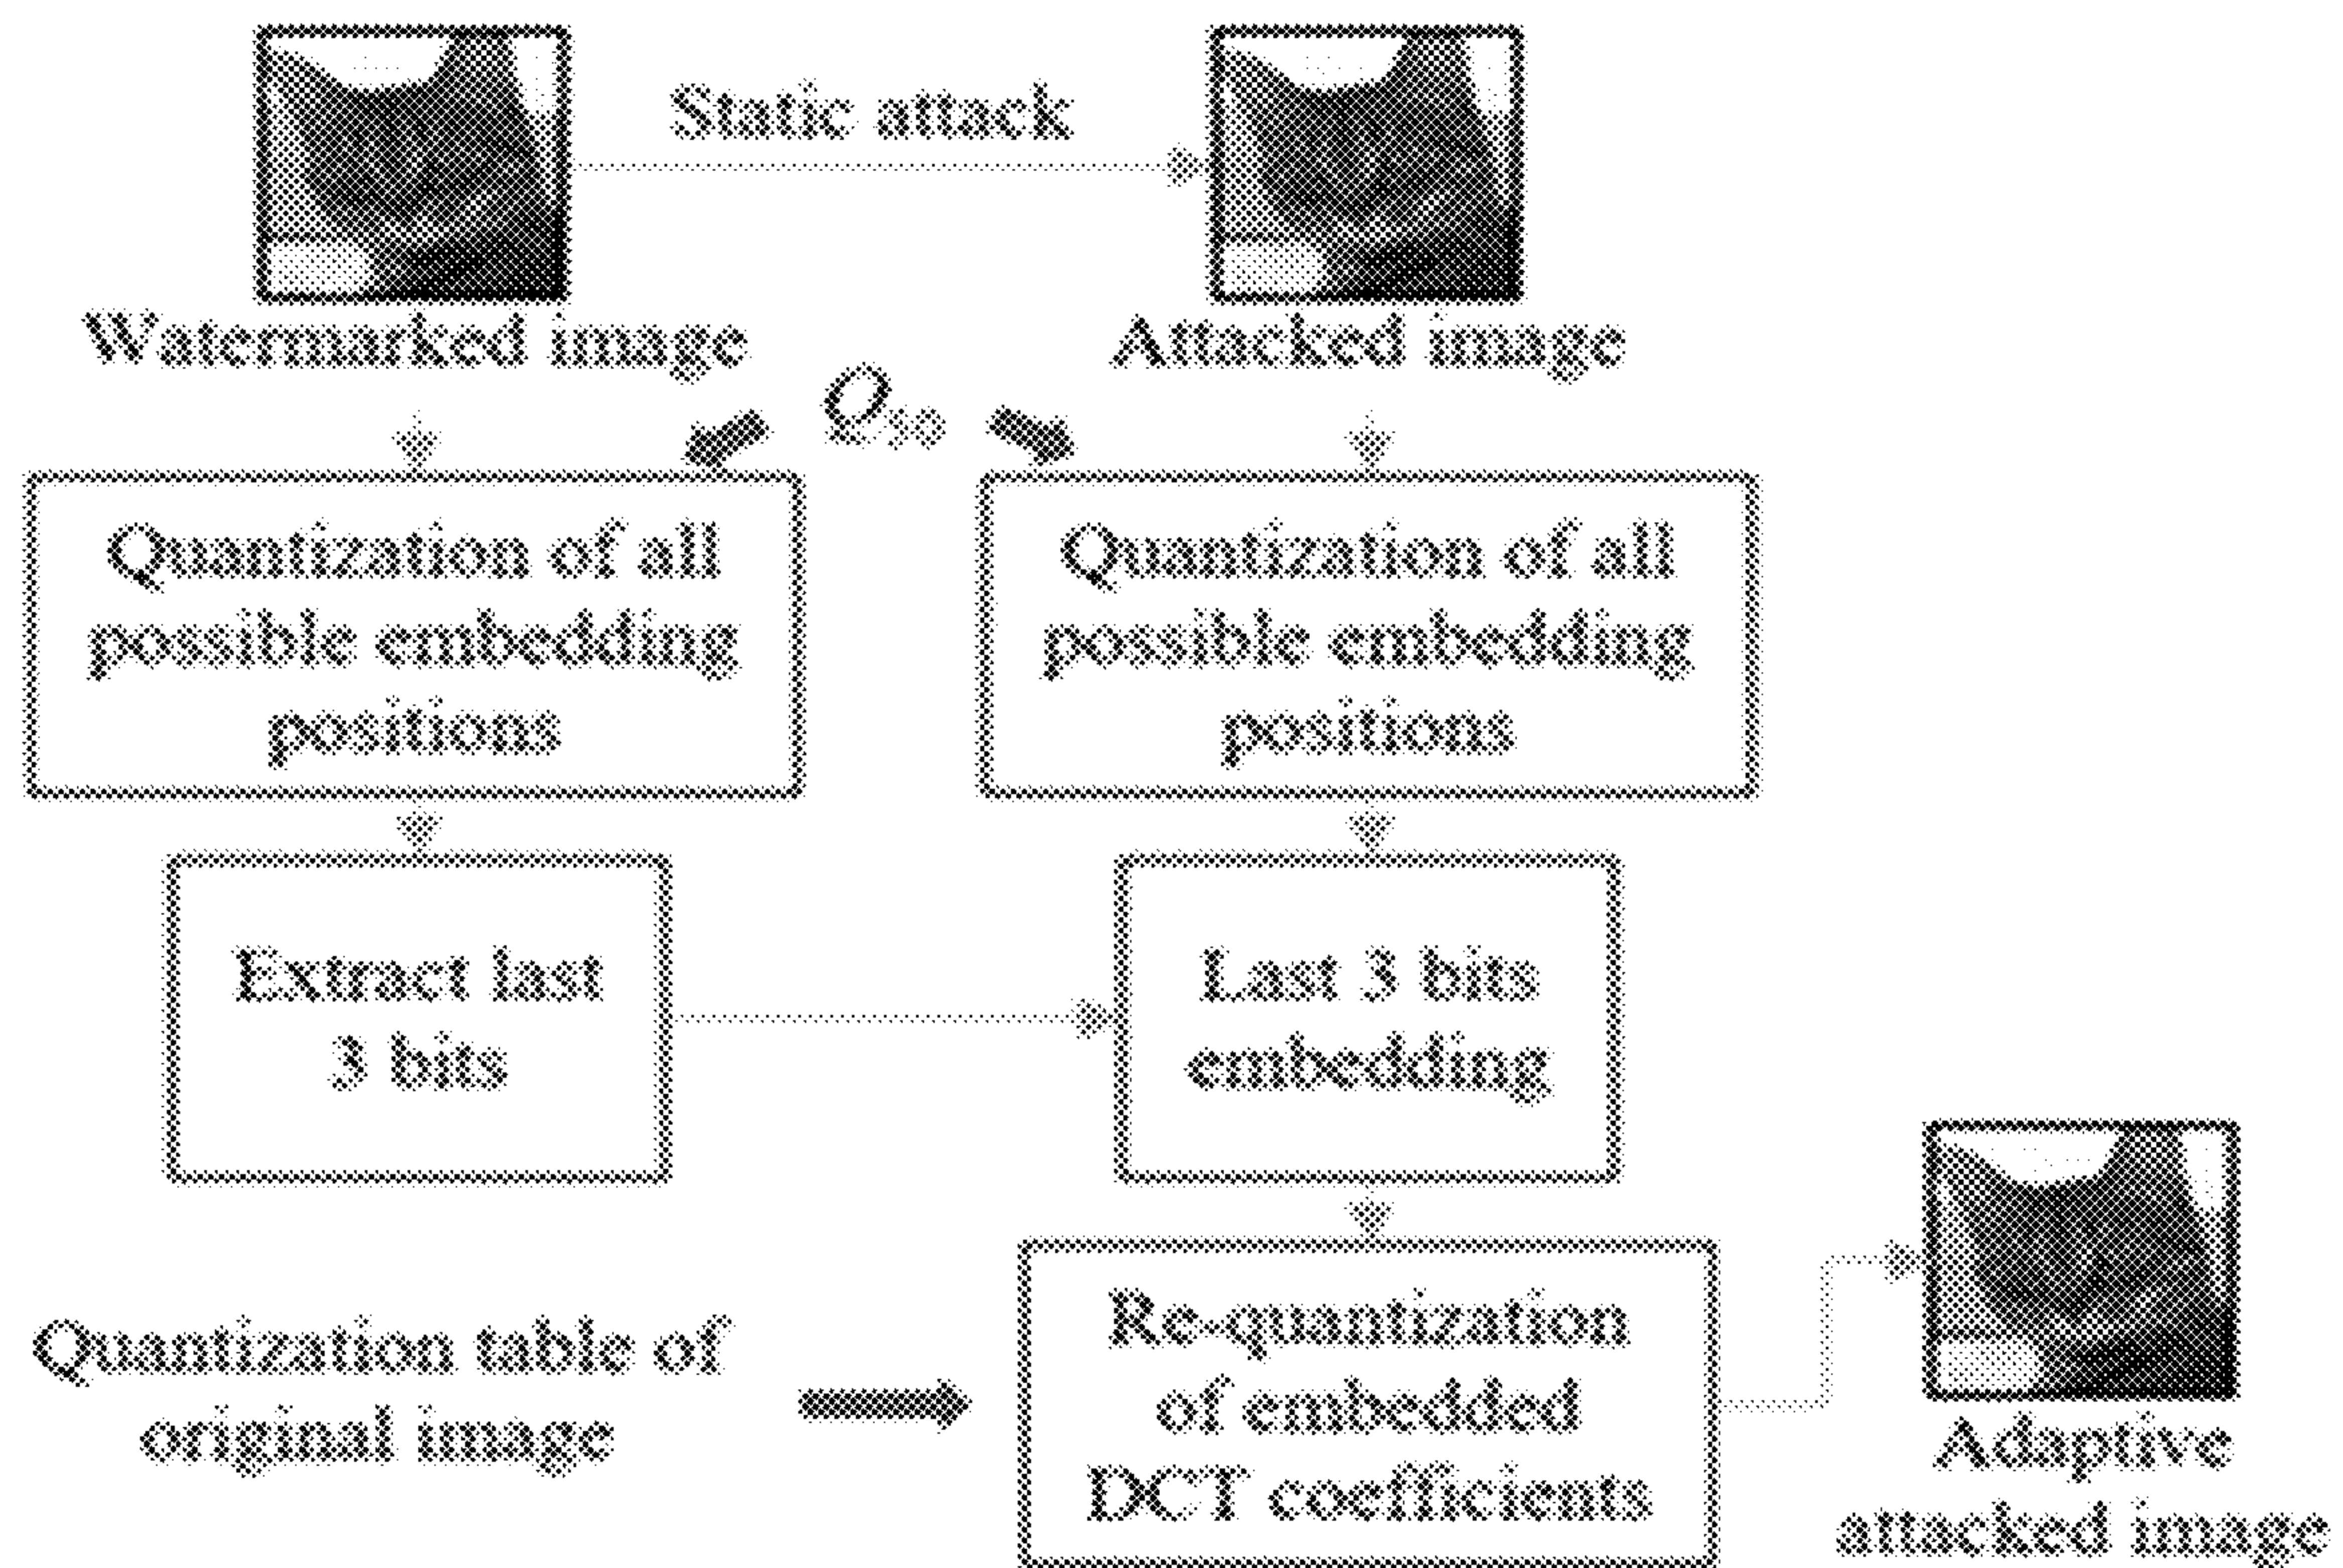 Static attack
Watermarked image
Attacked image
Quantization of all
possible embedding
positions
Quantization of all
possible embedding
positions
Extract last
3 bits
Last 3 bits
embedding
Quantization table of
original image
Re-quantization
of embedded
DCT coefficients
Adaptive
attacked image